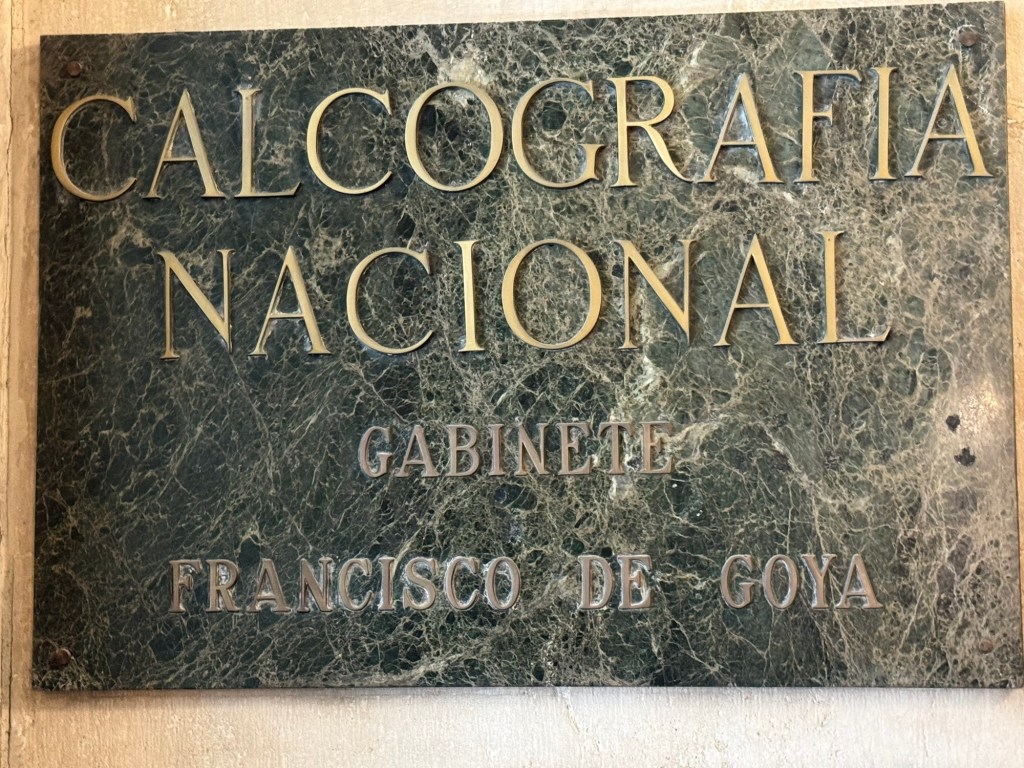 CALCOGRAFIA
NACIONAL
GABINETE
FRANCISCO DE GOYA